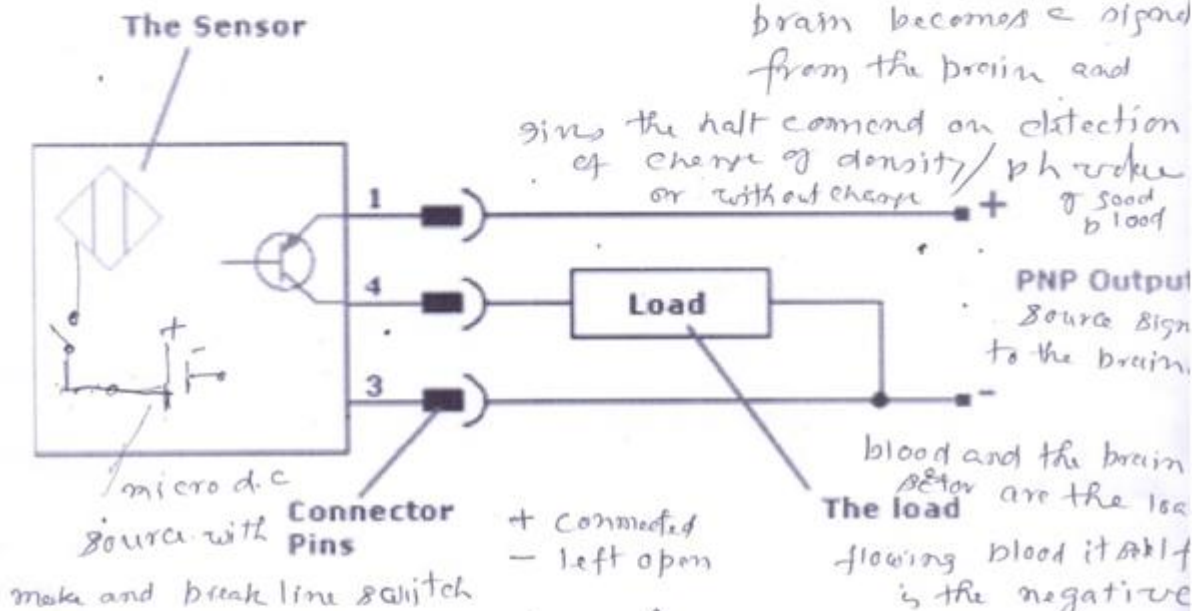 The Sensor
brain becomes a signal
from the brain and
gives the halt comend on detection
of change of density/ph value
or without change of good
blood
1
+
4
Load
PNP Output
source sign
to the brain.
+
-
3
-
micro d.c
source with
make and break line switch
Connector
Pins
+ connected
- left open
The load
blood and the brain
are the loa
flowing blood itself
is the negative